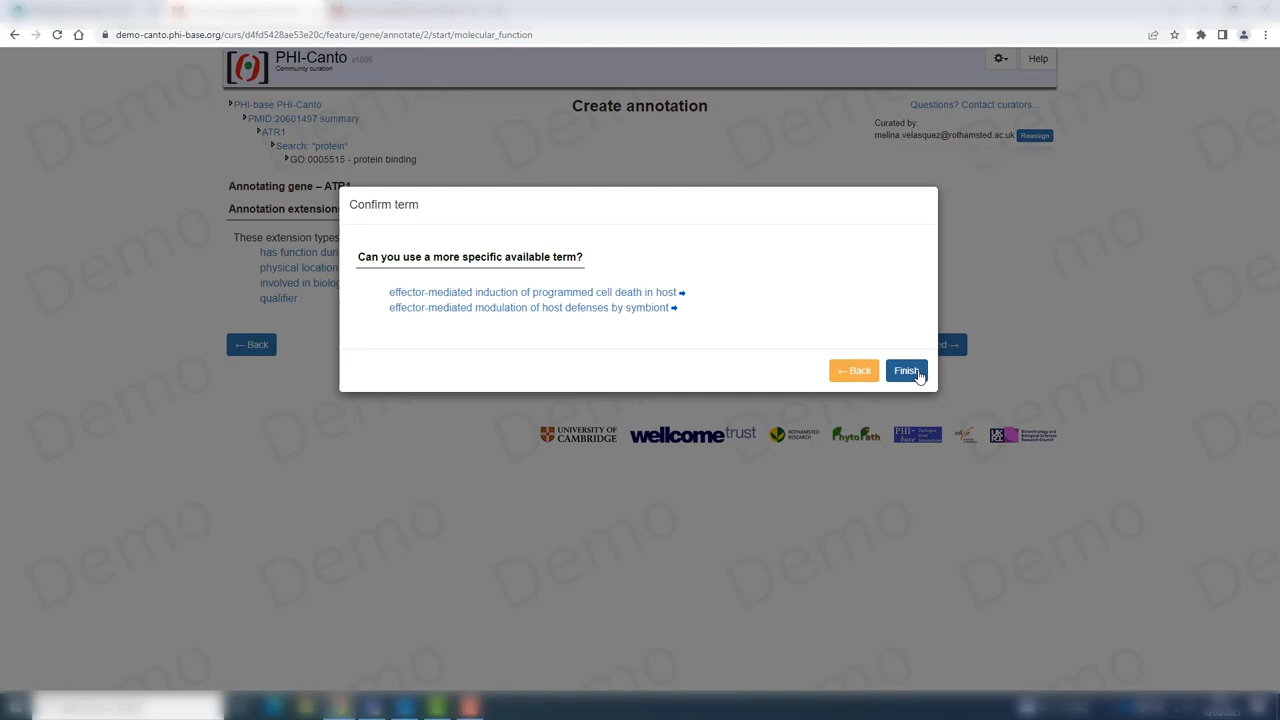 demo-canto.phi-base.org/curs/d4fd5428ae53e20c/feature/gene/annotate/2/start/molecular_function
PHI-Canto v1696
Community curation
Help
PHI-base PHI-Canto
Create annotation
Questions? Contact curators...
PMID:20601497 summary
Curated by:
ATR1
melina.velasquez@rothamsted.ac.uk Reassign
Search: "protein"
GO:0005515 - protein binding
Annotating gene – ATR1
Annotation extension
These extension types
has function duri
physical location
involved in biolog
qualifier
← Back
ed →
Confirm term
Can you use a more specific available term?
effector-mediated induction of programmed cell death in host
effector-mediated modulation of host defenses by symbiont
← Back
Finish
UNIVERSITY OF CAMBRIDGE
wellcometrust
ROTHAMSTED RESEARCH
PhytoPath
PHI base
Demo